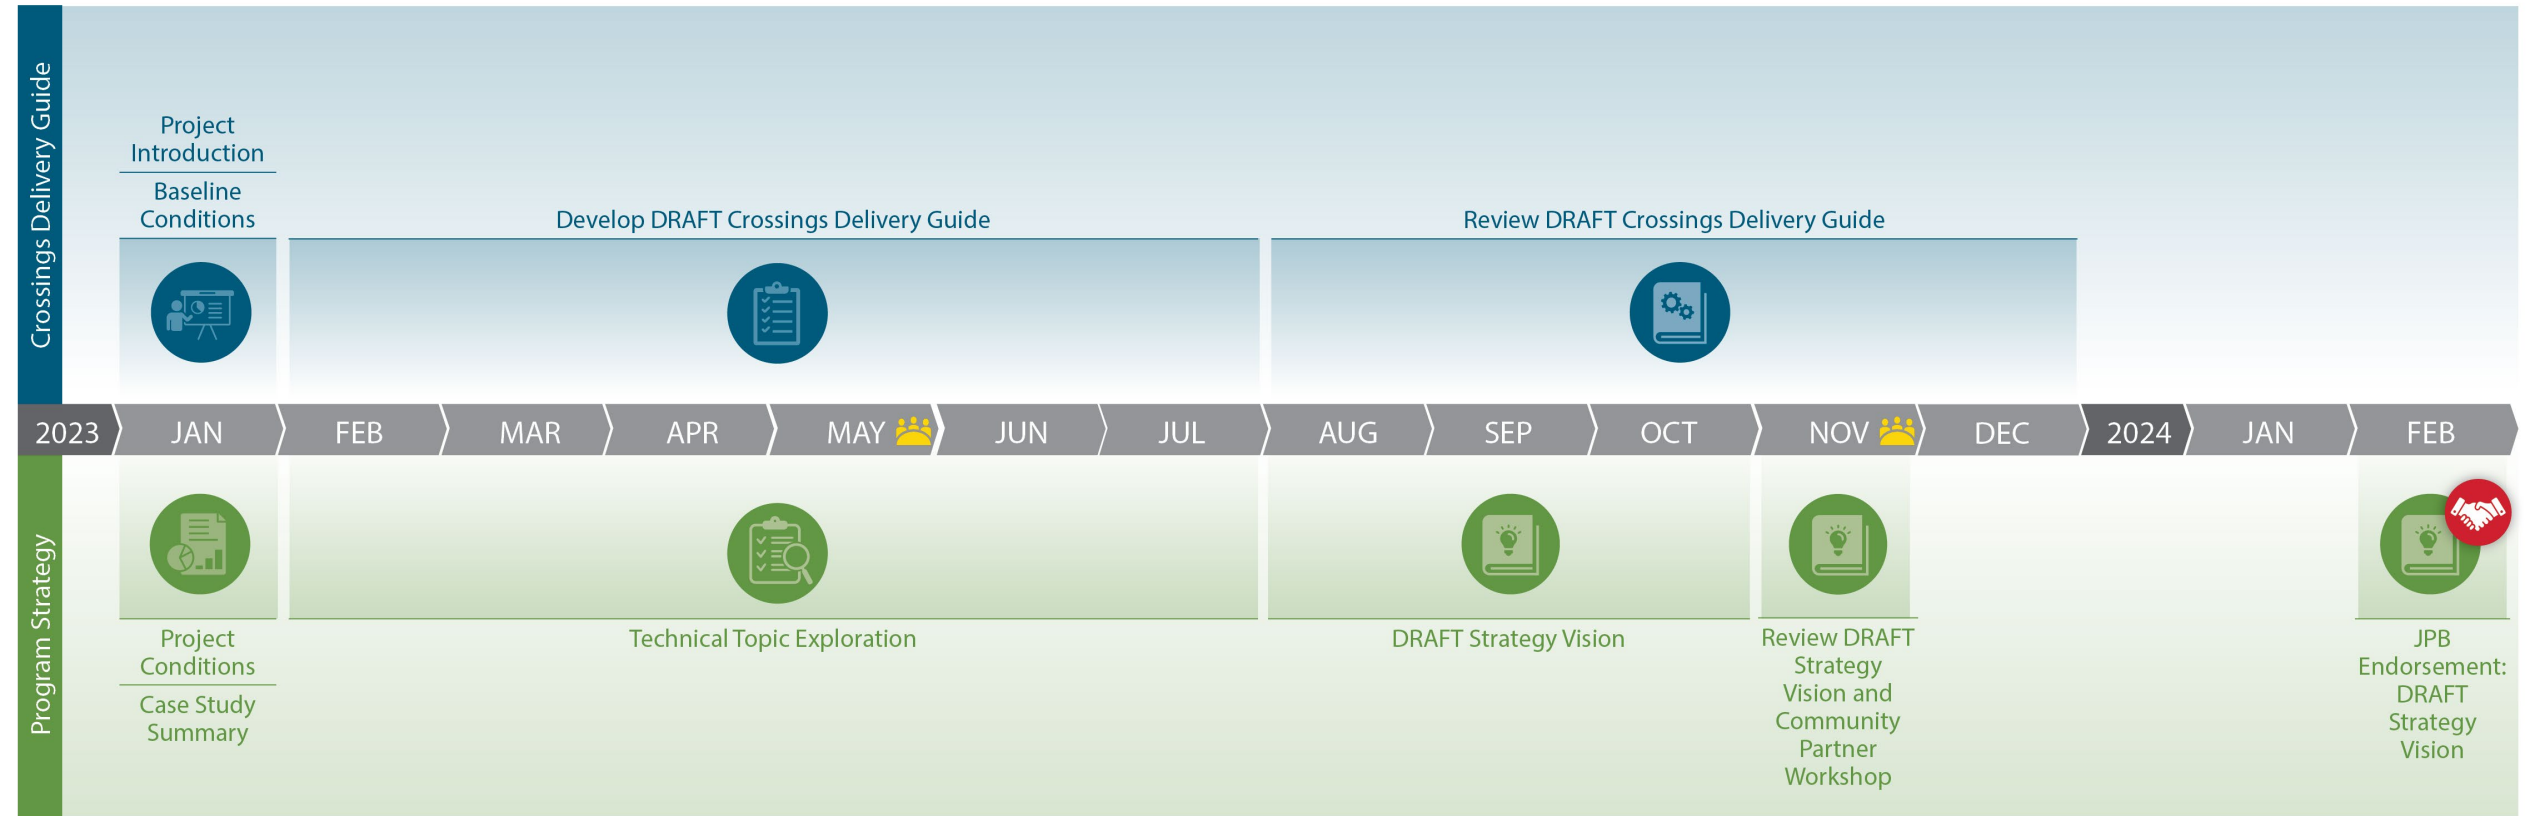 Crossings Delivery Guide
Project
Introduction
Baseline
Conditions
Develop DRAFT Crossings Delivery Guide
Review DRAFT Crossings Delivery Guide
2023 JAN FEB MAR APR MAY JUN JUL AUG SEP OCT NOV DEC 2024 JAN FEB
Program Strategy
Project
Conditions
Case Study
Summary
Technical Topic Exploration
DRAFT Strategy Vision
Review DRAFT
Strategy
Vision and
Community
Partner
Workshop
JPB
Endorsement:
DRAFT
Strategy
Vision